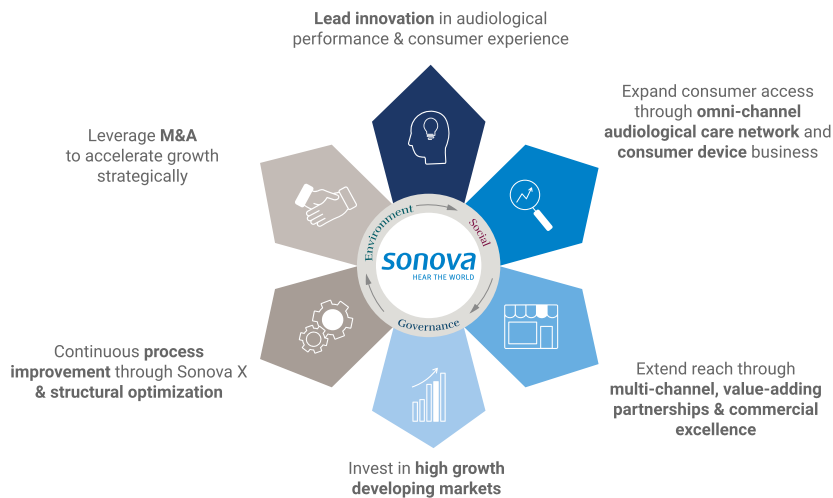 Lead innovation in audiological
performance & consumer experience
Expand consumer access
through omni-channel
audiological care network and
consumer device business
Leverage M&A
to accelerate growth
strategically
Environment
Social
sonova
HEAR THE WORLD
Governance
Continuous process
improvement through Sonova X
& structural optimization
Extend reach through
multi-channel, value-adding
partnerships & commercial
excellence
Invest in high growth
developing markets